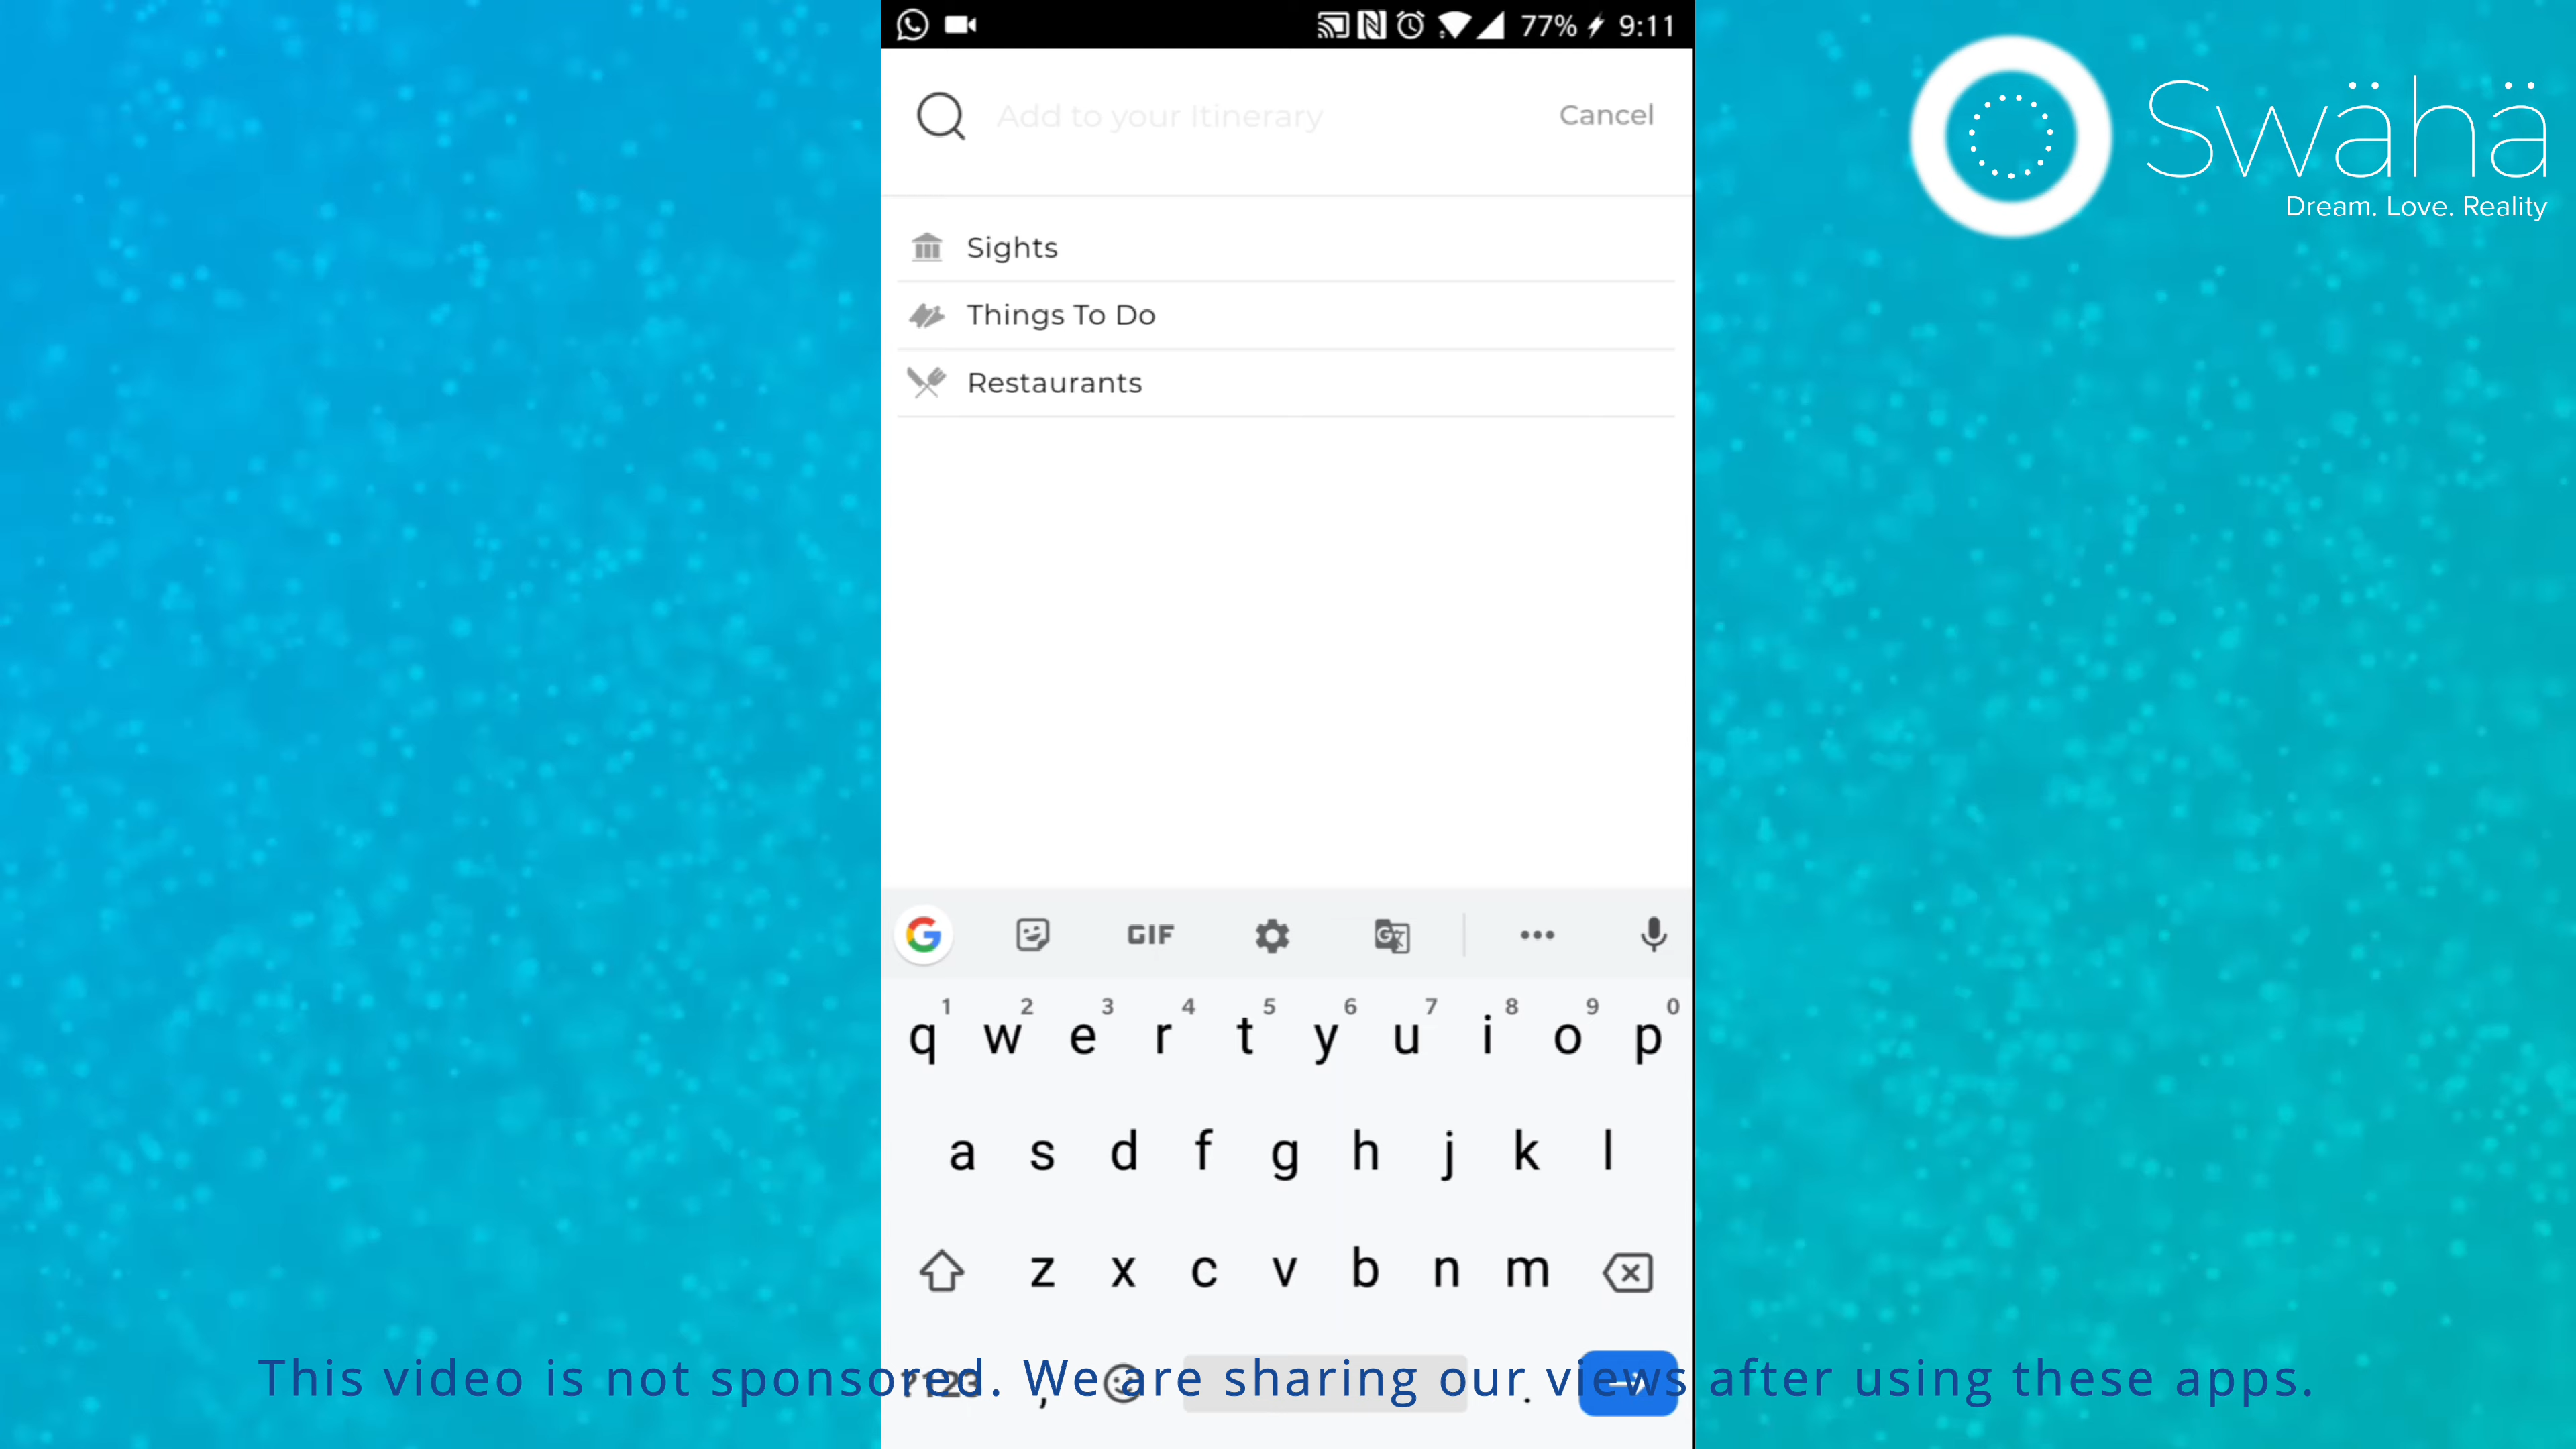 77% 9:11
Add to your Itinerary
Cancel
Swähä
Dream. Love. Reality
Sights
Things To Do
Restaurants
G GIF G
1 2 3 4 5 6 7 8 9 0
q w e r t y u i o p
a s d f g h j k l
z x c v b n m
?123 , .
This video is not sponsored. We are sharing our views after using these apps.